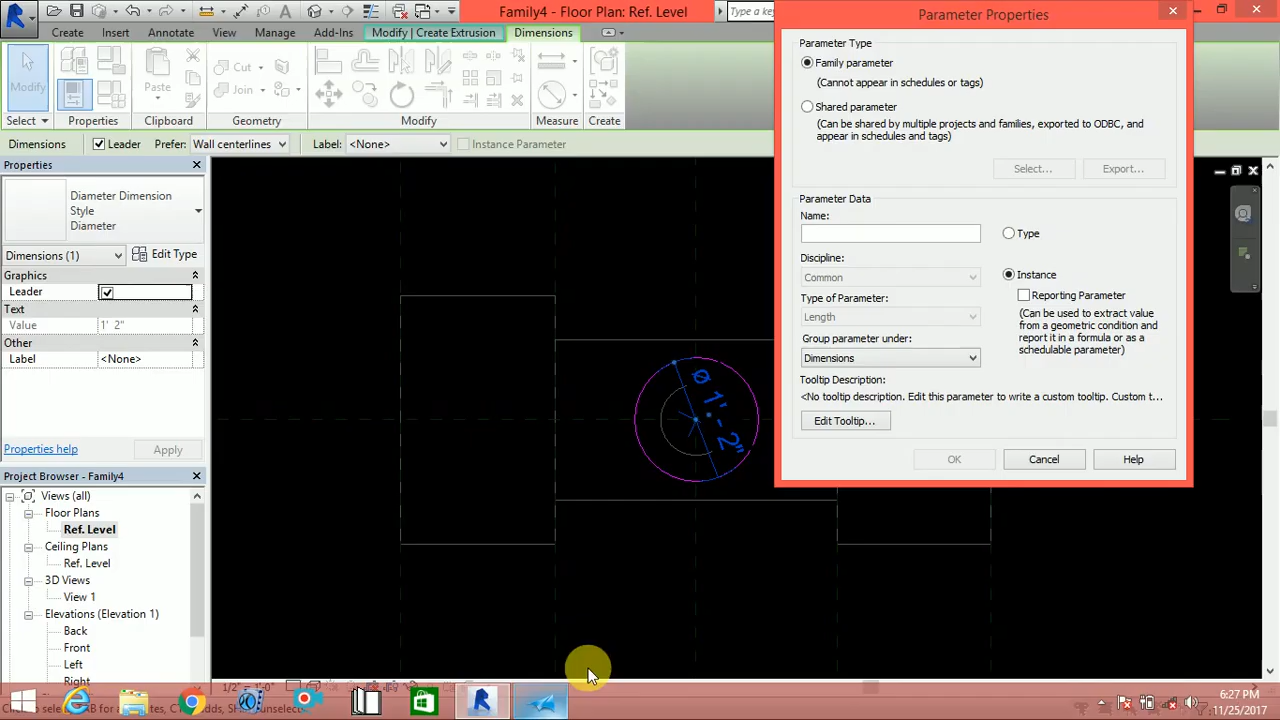 Family4 - Floor Plan: Ref. Level
Type a key
Create
Insert
Annotate
View
Manage
Add-Ins
Modify | Create Extrusion
Dimensions
Modify
Paste
Cut
Join
Select
Properties
Clipboard
Geometry
Modify
Measure
Create
Dimensions
Leader
Prefer:
Wall centerlines
Label:
<None>
Instance Parameter
Properties
Diameter Dimension
Style
Diameter
Dimensions (1)
Edit Type
Graphics
Leader
Text
Value
1' 2"
Other
Label
<None>
Properties help
Apply
Project Browser - Family4
Views (all)
Floor Plans
Ref. Level
Ceiling Plans
Ref. Level
3D Views
View 1
Elevations (Elevation 1)
Back
Front
Left
Right
Ø 1' - 2"
Parameter Properties
Parameter Type
Family parameter
(Cannot appear in schedules or tags)
Shared parameter
(Can be shared by multiple projects and families, exported to ODBC, and
appear in schedules and tags)
Select...
Export...
Parameter Data
Name:
Type
Discipline:
Common
Instance
Type of Parameter:
Reporting Parameter
Length
(Can be used to extract value
from a geometric condition and
report it in a formula or as a
schedulable parameter)
Group parameter under:
Dimensions
Tooltip Description:
<No tooltip description. Edit this parameter to write a custom tooltip. Custom t...
Edit Tooltip...
OK
Cancel
Help
1/2" = 1'-0"
6:27 PM
11/25/2017